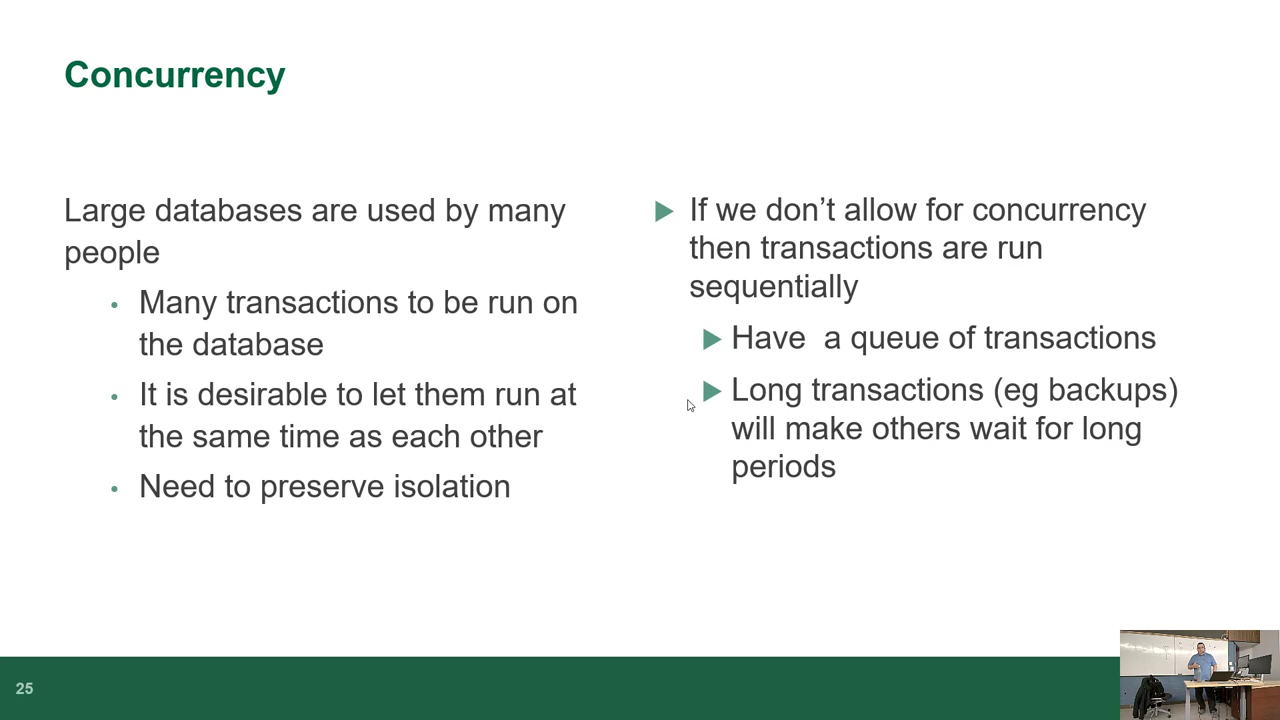 Concurrency
Large databases are used by many
people
• Many transactions to be run on
the database
• It is desirable to let them run at
the same time as each other
• Need to preserve isolation
▶ If we don’t allow for concurrency
then transactions are run
sequentially
▶ Have  a queue of transactions
▶ Long transactions (eg backups)
will make others wait for long
periods
25